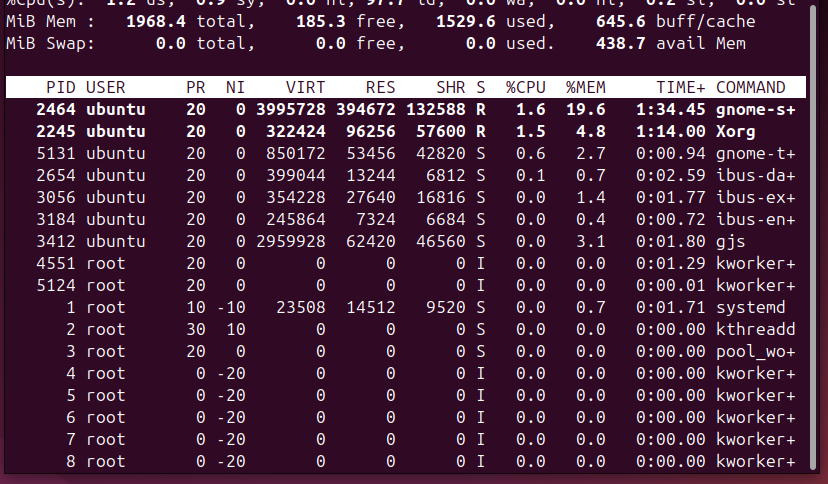 %Cpu(s):  1.2 us,  0.9 sy,  0.0 ni, 97.7 id,  0.0 wa,  0.0 hi,  0.2 si,  0.0 st
MiB Mem :   1968.4 total,    185.3 free,   1529.6 used,    645.6 buff/cache
MiB Swap:      0.0 total,      0.0 free,      0.0 used.    438.7 avail Mem
PID USER      PR  NI    VIRT    RES    SHR S  %CPU  %MEM     TIME+ COMMAND
2464 ubuntu    20   0 3995728 394672 132588 R   1.6  19.6   1:34.45 gnome-s+
2245 ubuntu    20   0  322424  96256  57600 R   1.5   4.8   1:14.00 Xorg
5131 ubuntu    20   0  850172  53456  42820 S   0.6   2.7   0:00.94 gnome-t+
2654 ubuntu    20   0  399044  13244   6812 S   0.1   0.7   0:02.59 ibus-da+
3056 ubuntu    20   0  354228  27640  16816 S   0.0   1.4   0:01.77 ibus-ex+
3184 ubuntu    20   0  245864   7324   6684 S   0.0   0.4   0:00.72 ibus-en+
3412 ubuntu    20   0 2959928  62420  46560 S   0.0   3.1   0:01.80 gjs
4551 root      20   0       0      0      0 I   0.0   0.0   0:01.29 kworker+
5124 root      20   0       0      0      0 I   0.0   0.0   0:00.01 kworker+
1 root      10 -10   23508  14512   9520 S   0.0   0.7   0:01.71 systemd
2 root      30  10       0      0      0 S   0.0   0.0   0:00.00 kthreadd
3 root      20   0       0      0      0 S   0.0   0.0   0:00.00 pool_wo+
4 root       0 -20       0      0      0 I   0.0   0.0   0:00.00 kworker+
5 root       0 -20       0      0      0 I   0.0   0.0   0:00.00 kworker+
6 root       0 -20       0      0      0 I   0.0   0.0   0:00.00 kworker+
7 root       0 -20       0      0      0 I   0.0   0.0   0:00.00 kworker+
8 root       0 -20       0      0      0 I   0.0   0.0   0:00.00 kworker+